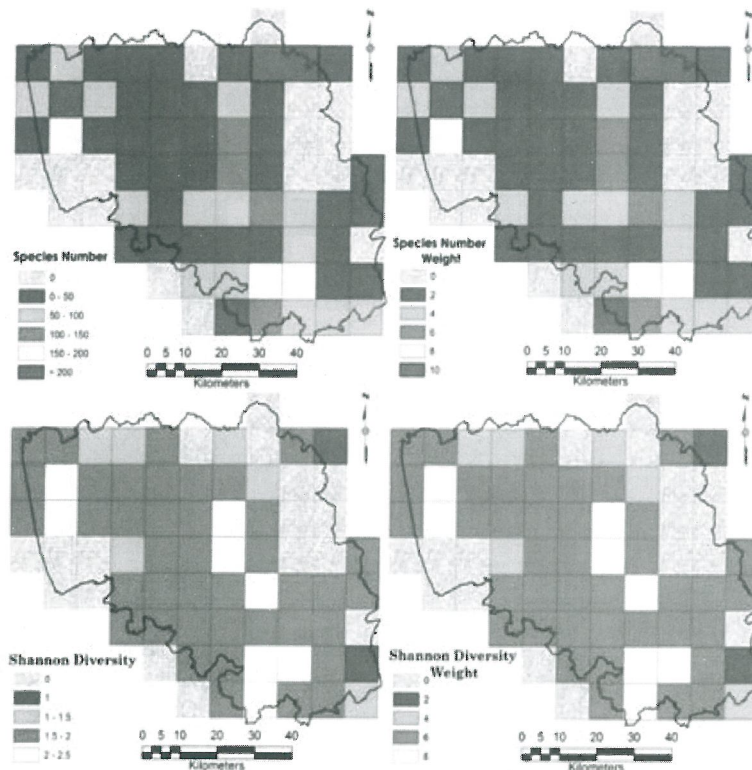 N
N
Species Number
0
0 - 50
50 - 100
100 - 150
150 - 200
+ 200
0 5 10 20 30 40
Kilometers
Species Number
Weight
0
2
4
6
8
10
0 5 10 20 30 40
Kilometers
N
N
Shannon Diversity
0
1
1 - 1.5
1.5 - 2
2 - 2.5
0 5 10 20 30 40
Kilometers
Shannon Diversity
Weight
0
2
4
6
8
0 5 10 20 30 40
Kilometers